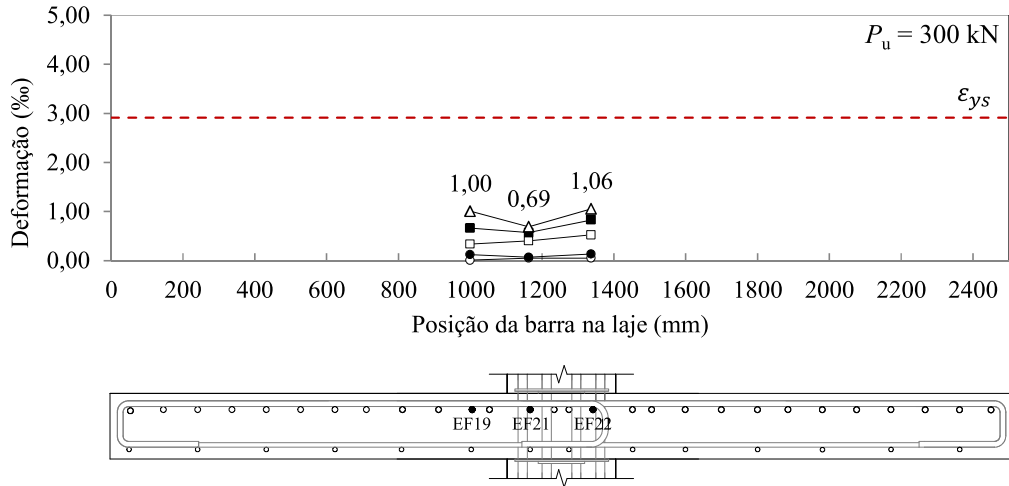 5,00
P_u = 300 kN
4,00
3,00
ε_ys
2,00
1,00
0,00
Deformação (‰)
1,00
0,69
1,06
0 200 400 600 800 1000 1200 1400 1600 1800 2000 2200 2400
Posição da barra na laje (mm)
EF19 EF21 EF22